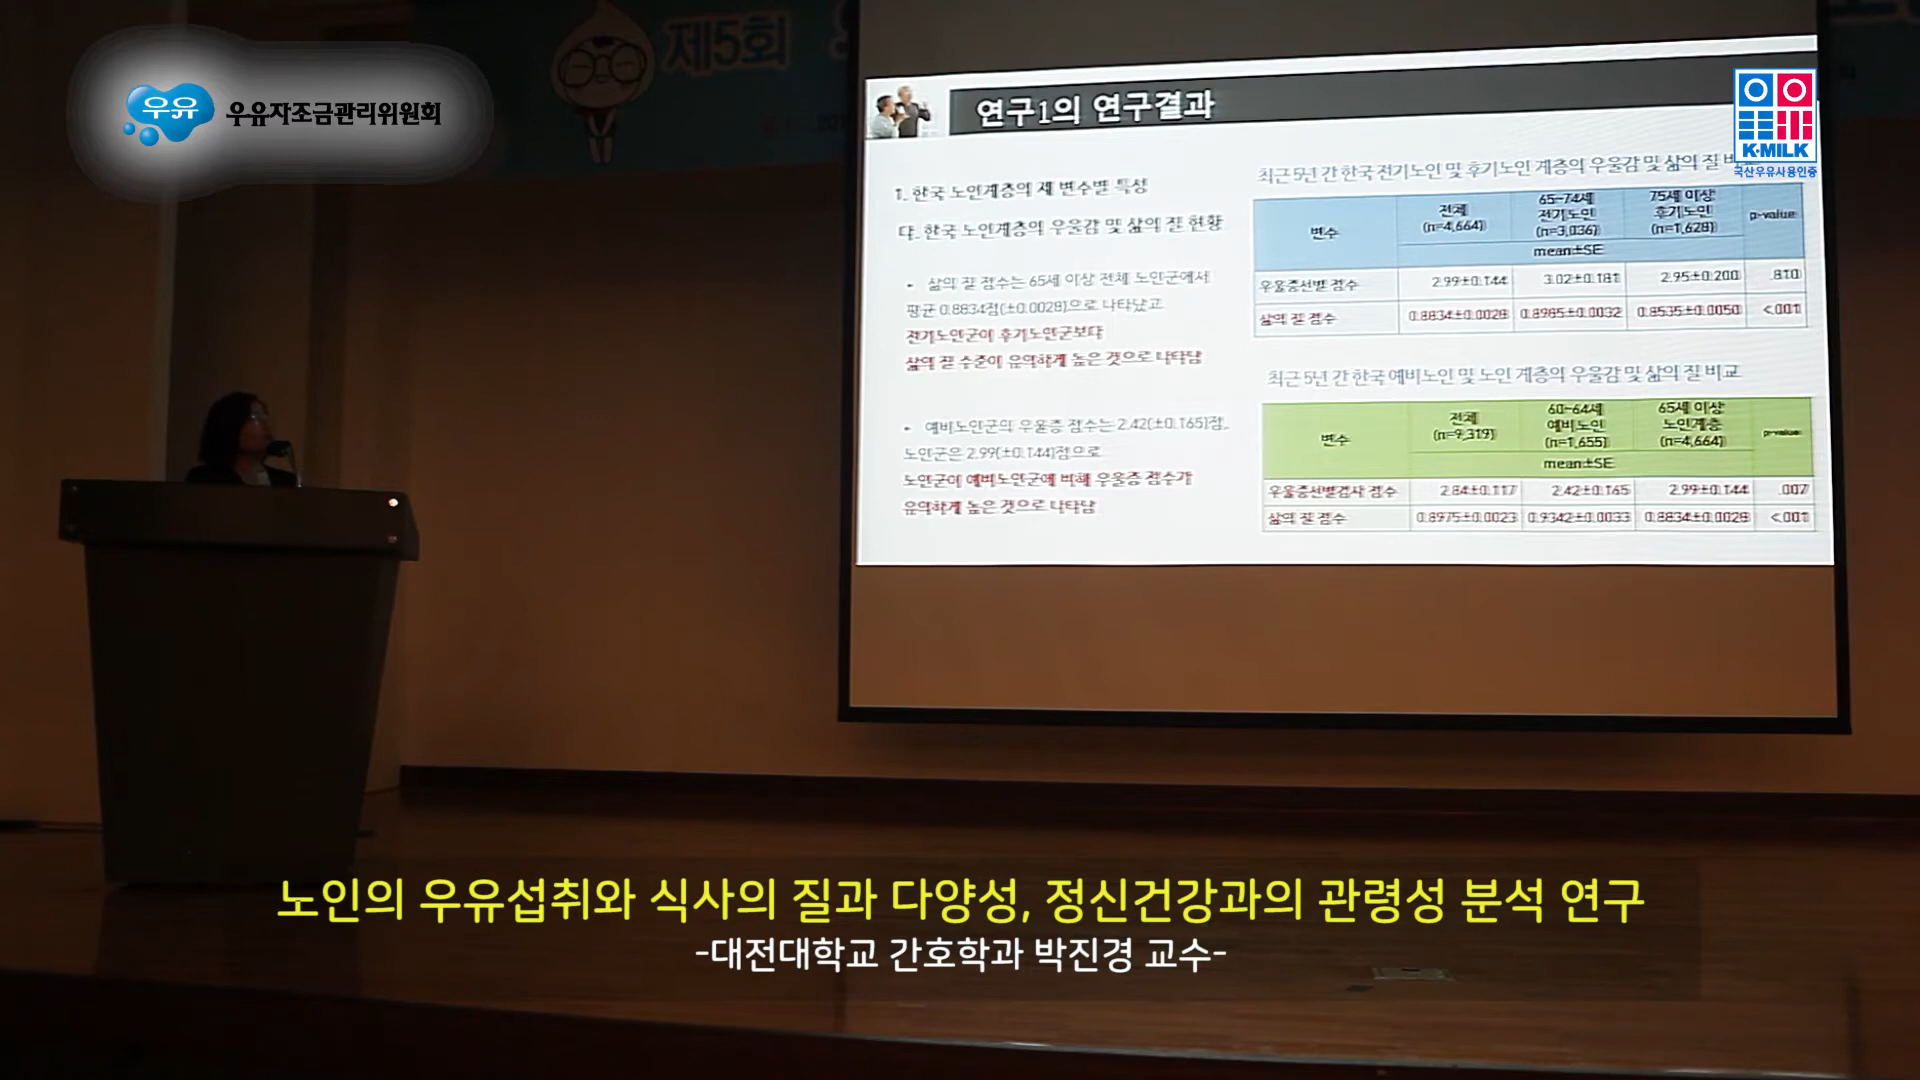 우유
우유자조금관리위원회
제5회
K·MILK
국산우유사용인증
연구1의 연구결과
1. 한국 노인계층의 제 변수별 특성
다. 한국 노인계층의 우울감 및 삶의 질 현황
• 삶의 질 점수는 65세 이상 전체 노인군에서
평균 0.8834점(±0.0028)으로 나타났고
전기노인군이 후기노인군보다
삶의 질 수준이 유의하게 높은 것으로 나타남
• 예비노인군의 우울증 점수는 2.42(±0.165)점,
노인군은 2.99(±0.144)점으로
노인군이 예비노인군에 비해 우울증 점수가
유의하게 높은 것으로 나타남
최근 5년 간 한국 전기노인 및 후기노인 계층의 우울감 및 삶의 질
변수 전체 (n=4,664) 65~74세 전기노인 (n=3,036) 75세 이상 후기노인 (n=1,628) p-value
mean±SE
우울증선별 점수 2.99±0.144 3.02±0.181 2.95±0.200 .810
삶의 질 점수 0.8834±0.0028 0.8985±0.0032 0.8535±0.0050 <.001
최근 5년 간 한국 예비노인 및 노인 계층의 우울감 및 삶의 질 비교
변수 전체 (n=9,319) 60~64세 예비노인 (n=1,655) 65세 이상 노인계층 (n=4,664) p-value
mean±SE
우울증선별검사 점수 2.84±0.117 2.42±0.165 2.99±0.144 .007
삶의 질 점수 0.8975±0.0023 0.9342±0.0033 0.8834±0.0028 <.001
노인의 우유섭취와 식사의 질과 다양성, 정신건강과의 관령성 분석 연구
-대전대학교 간호학과 박진경 교수-